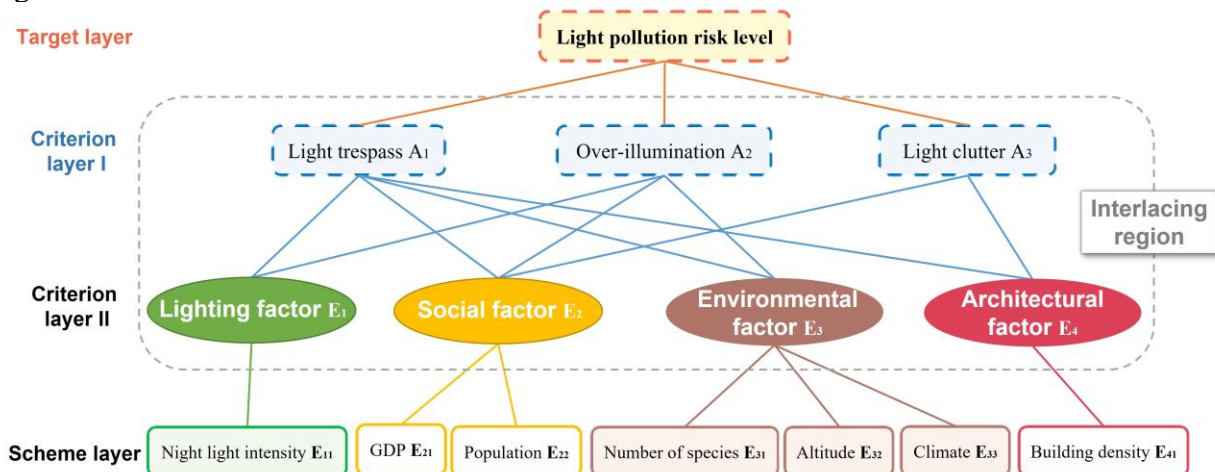 Target layer
Light pollution risk level
Criterion
layer I
Light trespass A1
Over-illumination A2
Light clutter A3
Interlacing
region
Criterion
layer II
Lighting factor E1
Social factor E2
Environmental
factor E3
Architectural
factor E4
Scheme layer
Night light intensity E11
GDP E21
Population E22
Number of species E31
Altitude E32
Climate E33
Building density E41